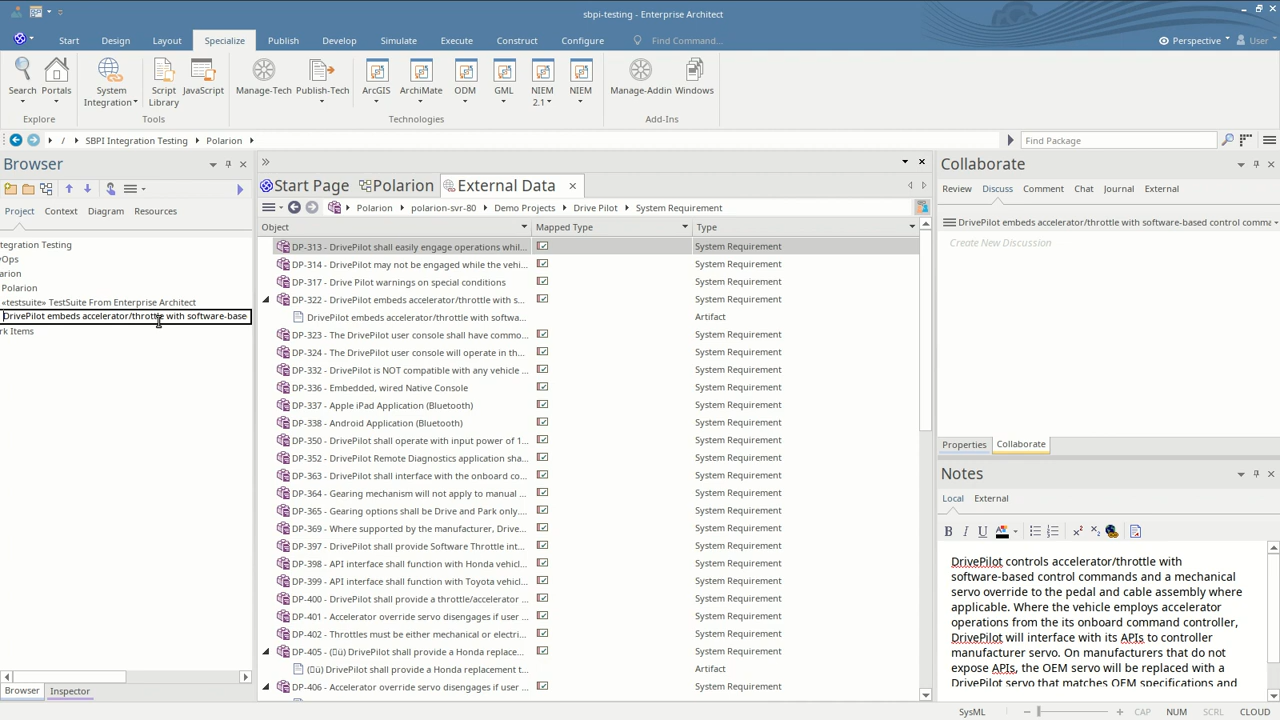 sbpi-testing - Enterprise Architect
Start Design Layout Specialize Publish Develop Simulate Execute Construct Configure Find Command... Perspective User
Search Portals System Integration Script Library JavaScript Manage-Tech Publish-Tech ArcGIS ArchiMate ODM GML NIEM 2.1 NIEM Manage-Addin Windows
Explore Tools Technologies Add-Ins
/ SBPI Integration Testing Polarion Find Package
Browser
Project Context Diagram Resources
tegration Testing
Ops
arion
Polarion
«testsuite» TestSuite From Enterprise Architect
DrivePilot embeds accelerator/throttle with software-base
rk Items
Browser Inspector
Start Page Polarion External Data
Polarion polarion-svr-80 Demo Projects Drive Pilot System Requirement
Object Mapped Type Type
DP-313 - DrivePilot shall easily engage operations whil... System Requirement
DP-314 - DrivePilot may not be engaged while the vehi... System Requirement
DP-317 - Drive Pilot warnings on special conditions System Requirement
DP-322 - DrivePilot embeds accelerator/throttle with s... System Requirement
DrivePilot embeds accelerator/throttle with softwa... Artifact
DP-323 - The DrivePilot user console shall have commo... System Requirement
DP-324 - The DrivePilot user console will operate in th... System Requirement
DP-332 - DrivePilot is NOT compatible with any vehicle ... System Requirement
DP-336 - Embedded, wired Native Console System Requirement
DP-337 - Apple iPad Application (Bluetooth) System Requirement
DP-338 - Android Application (Bluetooth) System Requirement
DP-350 - DrivePilot shall operate with input power of 1... System Requirement
DP-352 - DrivePilot Remote Diagnostics application sha... System Requirement
DP-363 - DrivePilot shall interface with the onboard co... System Requirement
DP-364 - Gearing mechanism will not apply to manual ... System Requirement
DP-365 - Gearing options shall be Drive and Park only.... System Requirement
DP-369 - Where supported by the manufacturer, Drive... System Requirement
DP-397 - DrivePilot shall provide Software Throttle int... System Requirement
DP-398 - API interface shall function with Honda vehicl... System Requirement
DP-399 - API interface shall function with Toyota vehicl... System Requirement
DP-400 - DrivePilot shall provide a throttle/accelerator ... System Requirement
DP-401 - Accelerator override servo disengages if user ... System Requirement
DP-402 - Throttles must be either mechanical or electri... System Requirement
DP-405 - (ü) DrivePilot shall provide a Honda replace... System Requirement
(ü) DrivePilot shall provide a Honda replacement t... Artifact
DP-406 - Accelerator override servo disengages if user ... System Requirement
Collaborate
Review Discuss Comment Chat Journal External
DrivePilot embeds accelerator/throttle with software-based control comma
Create New Discussion
Properties Collaborate
Notes
Local External
B I U A
DrivePilot controls accelerator/throttle with
software-based control commands and a mechanical
servo override to the pedal and cable assembly where
applicable. Where the vehicle employs accelerator
operations from the its onboard command controller,
DrivePilot will interface with its APIs to controller
manufacturer servo. On manufacturers that do not
expose APIs, the OEM servo will be replaced with a
DrivePilot servo that matches OEM specifications and
SysML CAP NUM SCRL CLOUD